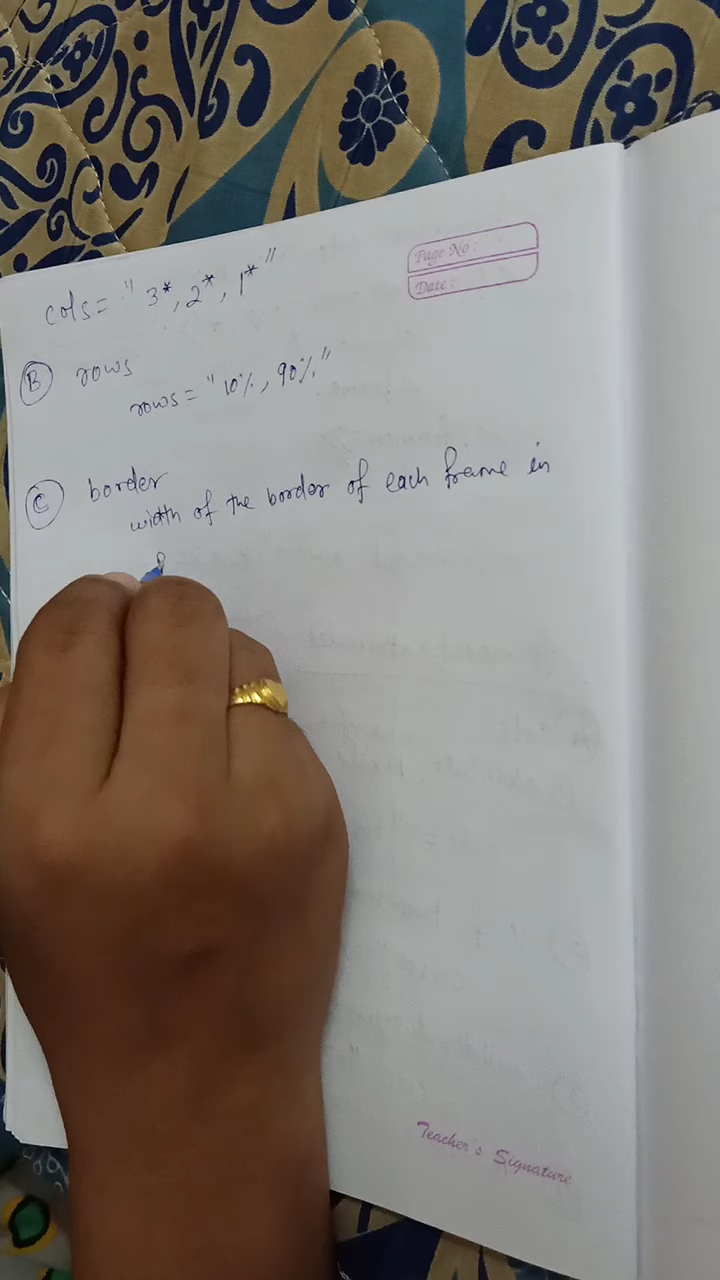 Page No :
Date :
cols = "3*, 2*, 1*"
B rows
rows = "10%, 90%"
C border
width of the border of each frame in
Teacher's Signature